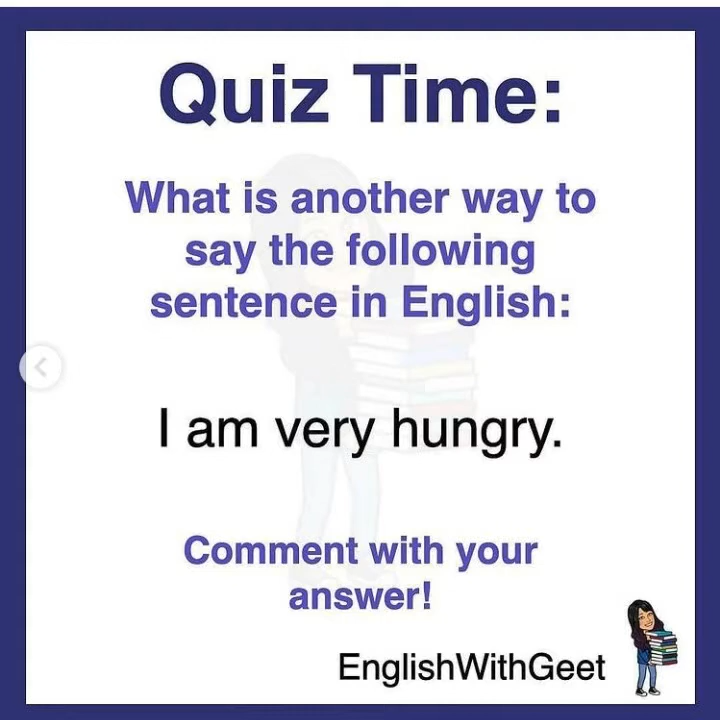 Quiz Time:
What is another way to
say the following
sentence in English:
I am very hungry.
Comment with your
answer!
EnglishWithGeet